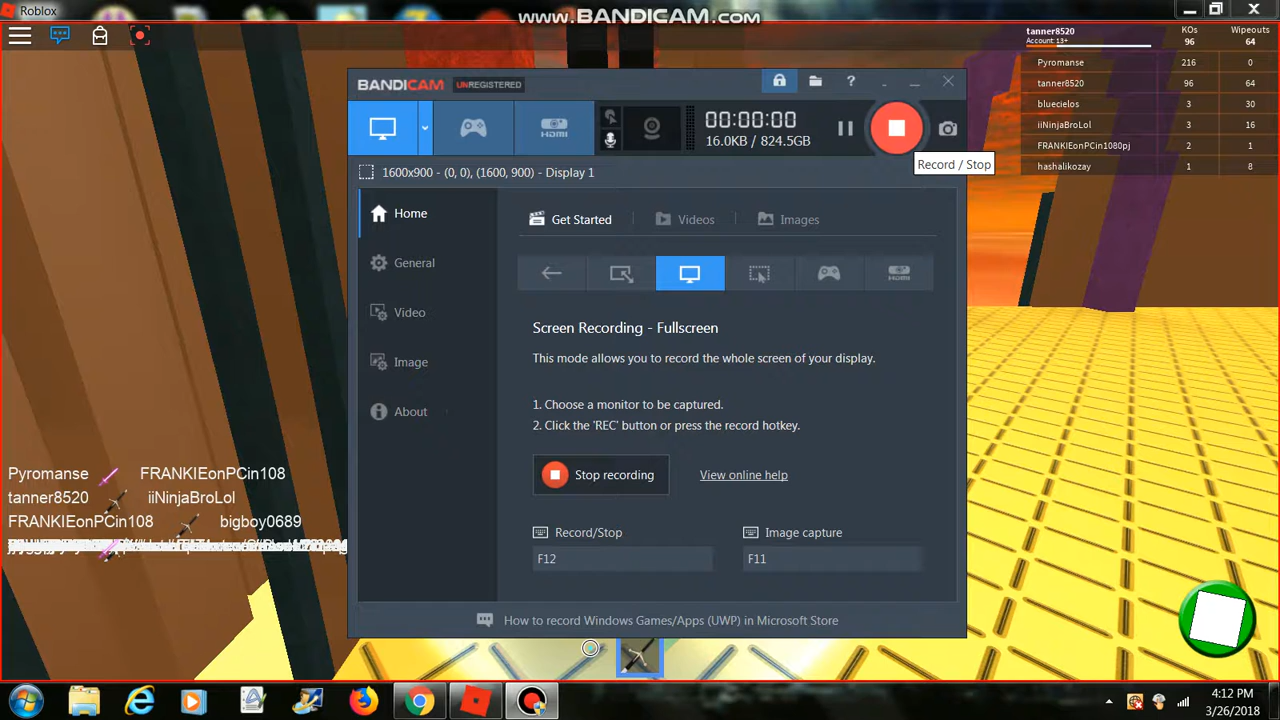 Roblox
www.BANDICAM.com
tanner8520
Account: 13+
KOs
96
Wipeouts
64
Pyromanse 216 0
tanner8520 96 64
bluecielos 3 30
iiNinjaBroLol 3 16
FRANKIEonPCin1080pj 2 1
hashalikozay 1 8
BANDICAM UNREGISTERED
?
HDMI
00:00:00
16.0KB / 824.5GB
Record / Stop
1600x900 - (0, 0), (1600, 900) - Display 1
Home
General
Video
Image
About
Get Started
Videos
Images
HDMI
Screen Recording - Fullscreen
This mode allows you to record the whole screen of your display.
1. Choose a monitor to be captured.
2. Click the 'REC' button or press the record hotkey.
Stop recording
View online help
Record/Stop
F12
Image capture
F11
How to record Windows Games/Apps (UWP) in Microsoft Store
Pyromanse FRANKIEonPCin108
tanner8520 iiNinjaBroLol
FRANKIEonPCin108 bigboy0689
4:12 PM
3/26/2018